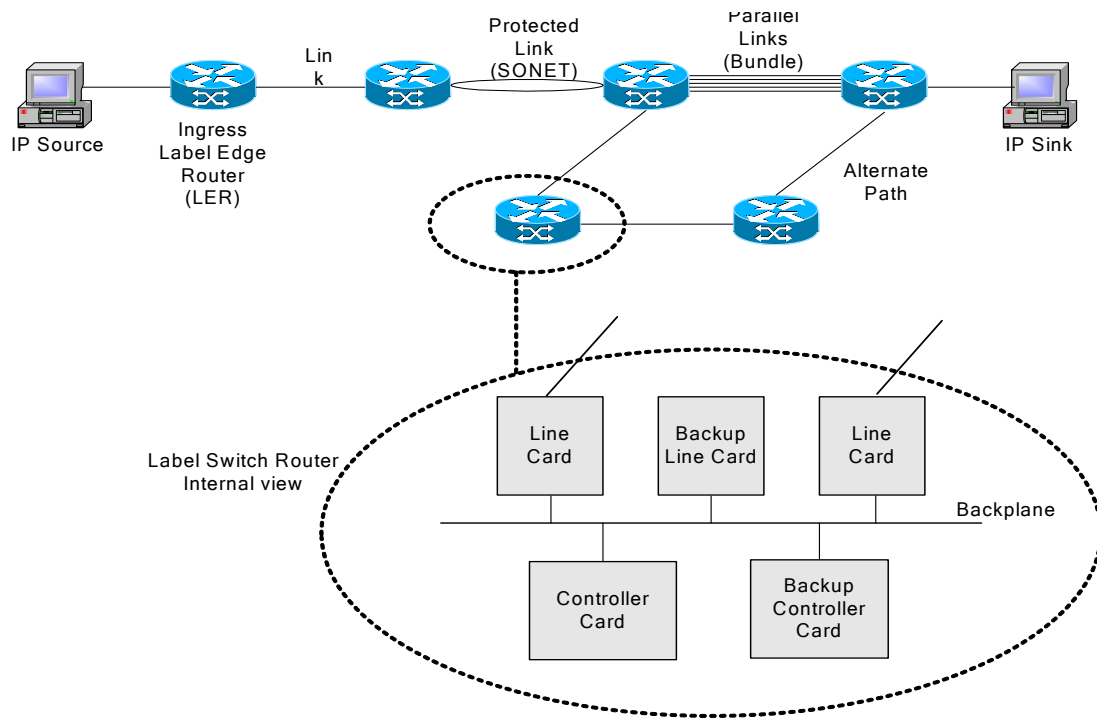 Protected
Link
(SONET)
Parallel
Links
(Bundle)
Lin
k
IP Source
Ingress
Label Edge
Router
(LER)
IP Sink
Alternate
Path
Label Switch Router
Internal view
Line
Card
Backup
Line Card
Line
Card
Backplane
Controller
Card
Backup
Controller
Card